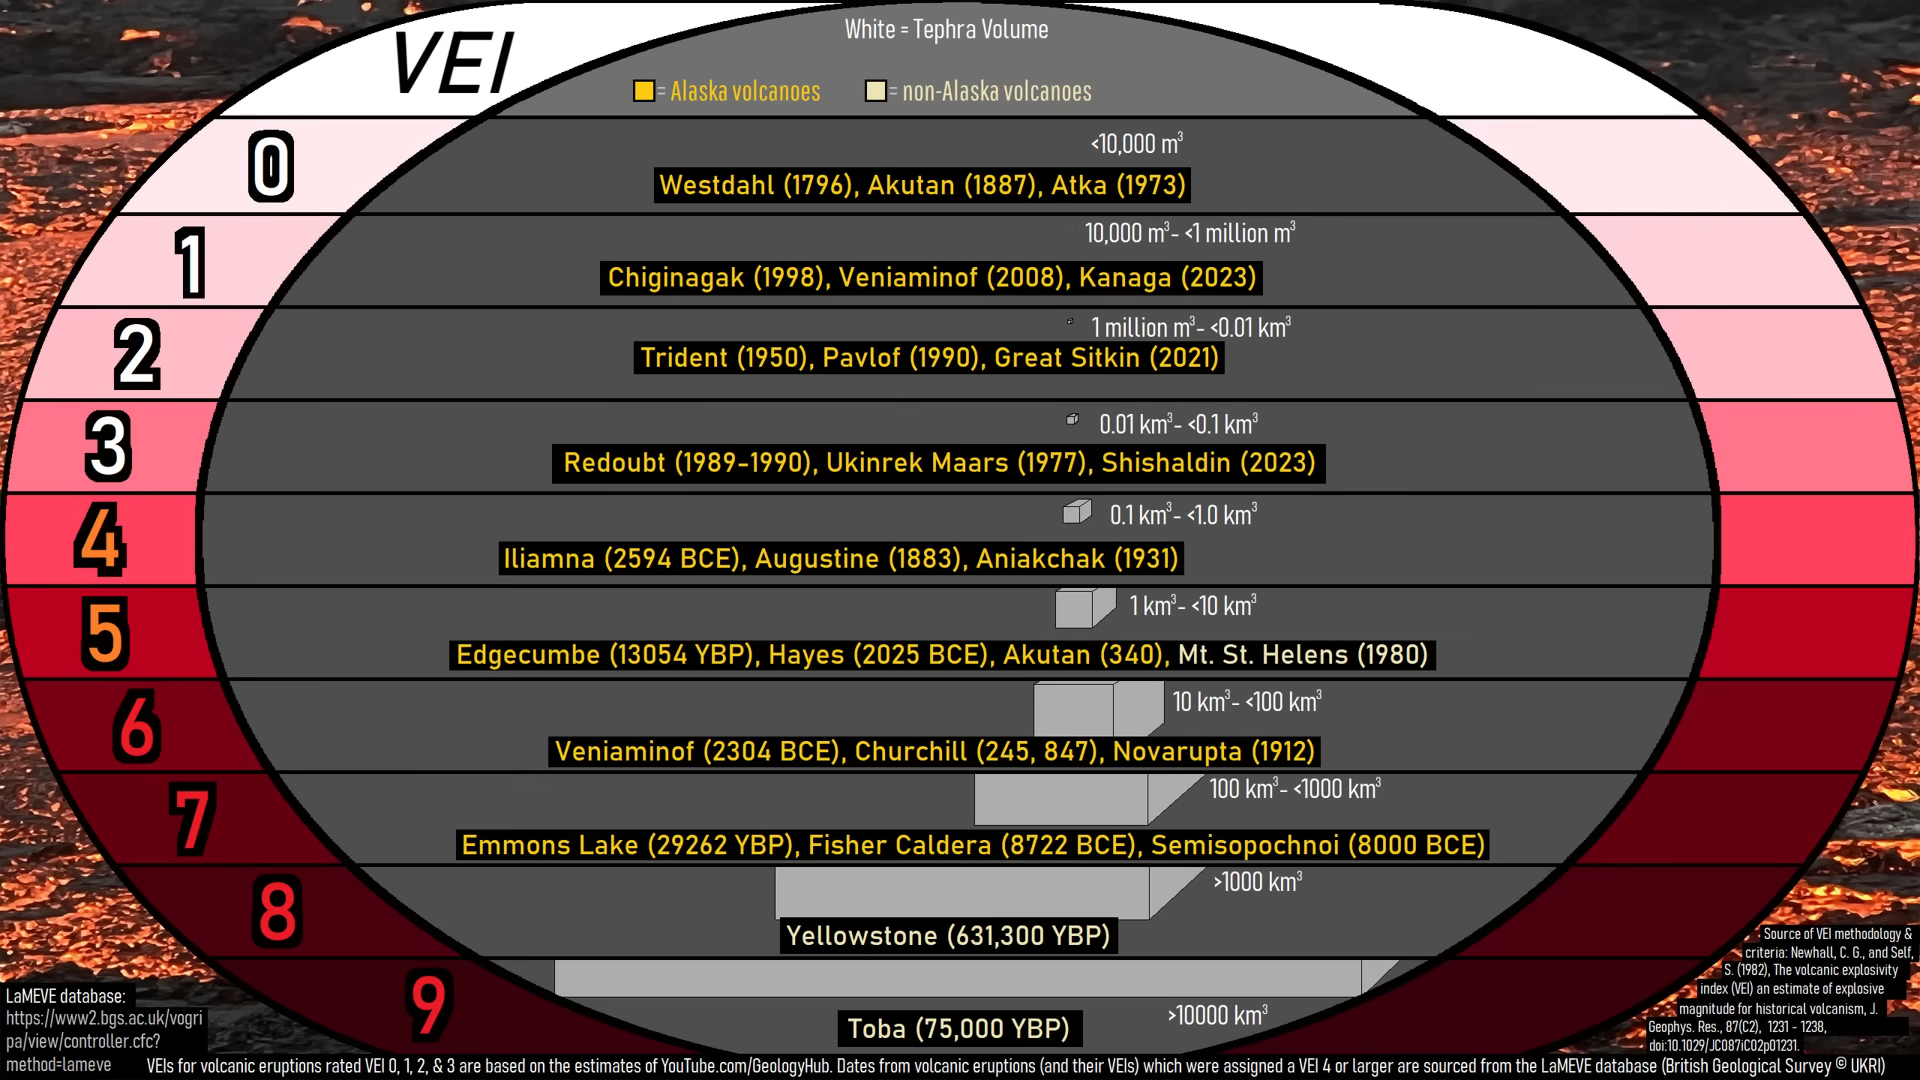 VEI
White = Tephra Volume
= Alaska volcanoes = non-Alaska volcanoes
0
<10,000 m³
Westdahl (1796), Akutan (1887), Atka (1973)
1
10,000 m³- <1 million m³
Chiginagak (1998), Veniaminof (2008), Kanaga (2023)
2
1 million m³- <0.01 km³
Trident (1950), Pavlof (1990), Great Sitkin (2021)
3
0.01 km³- <0.1 km³
Redoubt (1989-1990), Ukinrek Maars (1977), Shishaldin (2023)
4
0.1 km³- <1.0 km³
Iliamna (2594 BCE), Augustine (1883), Aniakchak (1931)
5
1 km³- <10 km³
Edgecumbe (13054 YBP), Hayes (2025 BCE), Akutan (340), Mt. St. Helens (1980)
6
10 km³- <100 km³
Veniaminof (2304 BCE), Churchill (245, 847), Novarupta (1912)
7
100 km³- <1000 km³
Emmons Lake (29262 YBP), Fisher Caldera (8722 BCE), Semisopochnoi (8000 BCE)
8
>1000 km³
Yellowstone (631,300 YBP)
9
>10000 km³
Toba (75,000 YBP)
Source of VEI methodology &
criteria: Newhall, C. G., and Self,
S. (1982), The volcanic explosivity
index (VEI) an estimate of explosive
magnitude for historical volcanism, J.
Geophys. Res., 87(C2), 1231 - 1238,
doi:10.1029/JC087iC02p01231.
LaMEVE database:
https://www2.bgs.ac.uk/vogri
pa/view/controller.cfc?
method=lameve
VEIs for volcanic eruptions rated VEI 0, 1, 2, & 3 are based on the estimates of YouTube.com/GeologyHub. Dates from volcanic eruptions (and their VEIs) which were assigned a VEI 4 or larger are sourced from the LaMEVE database (British Geological Survey © UKRI)